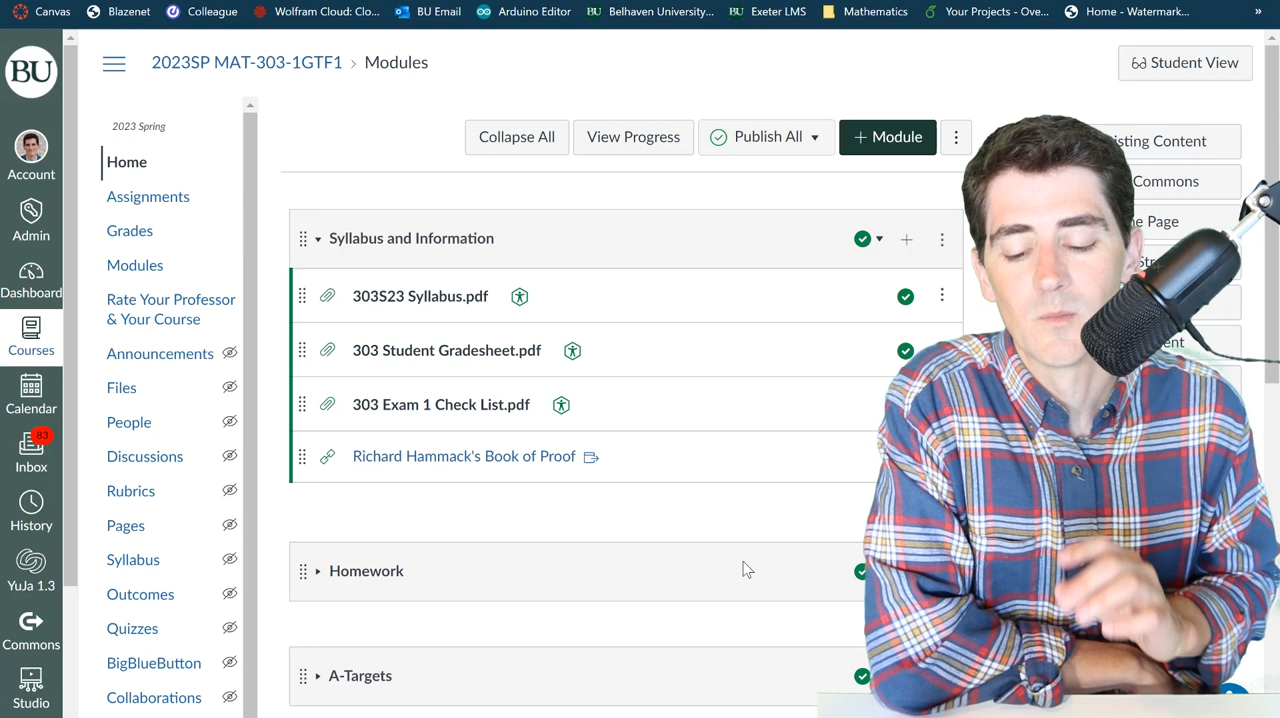 Canvas
Blazenet
Colleague
Wolfram Cloud: Clo...
BU Email
Arduino Editor
BU Belhaven University...
BU Exeter LMS
Mathematics
Your Projects - Ove...
Home - Watermark...
»
BU
Account
Admin
Dashboard
Courses
Calendar
83
Inbox
History
YuJa 1.3
Commons
Studio
2023SP MAT-303-1GTF1 › Modules
Student View
2023 Spring
Home
Assignments
Grades
Modules
Rate Your Professor
& Your Course
Announcements
Files
People
Discussions
Rubrics
Pages
Syllabus
Outcomes
Quizzes
BigBlueButton
Collaborations
Collapse All
View Progress
Publish All
+ Module
isting Content
Commons
Syllabus and Information
303S23 Syllabus.pdf
303 Student Gradesheet.pdf
303 Exam 1 Check List.pdf
Richard Hammack's Book of Proof
Homework
A-Targets
e Page